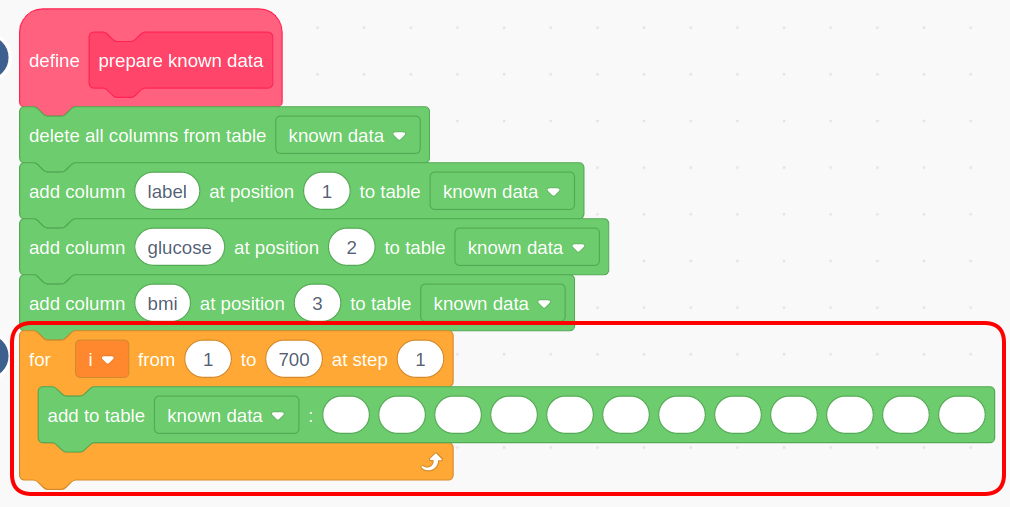 define prepare known data
delete all columns from table known data
add column label at position 1 to table known data
add column glucose at position 2 to table known data
add column bmi at position 3 to table known data
for i from 1 to 700 at step 1
add to table known data :